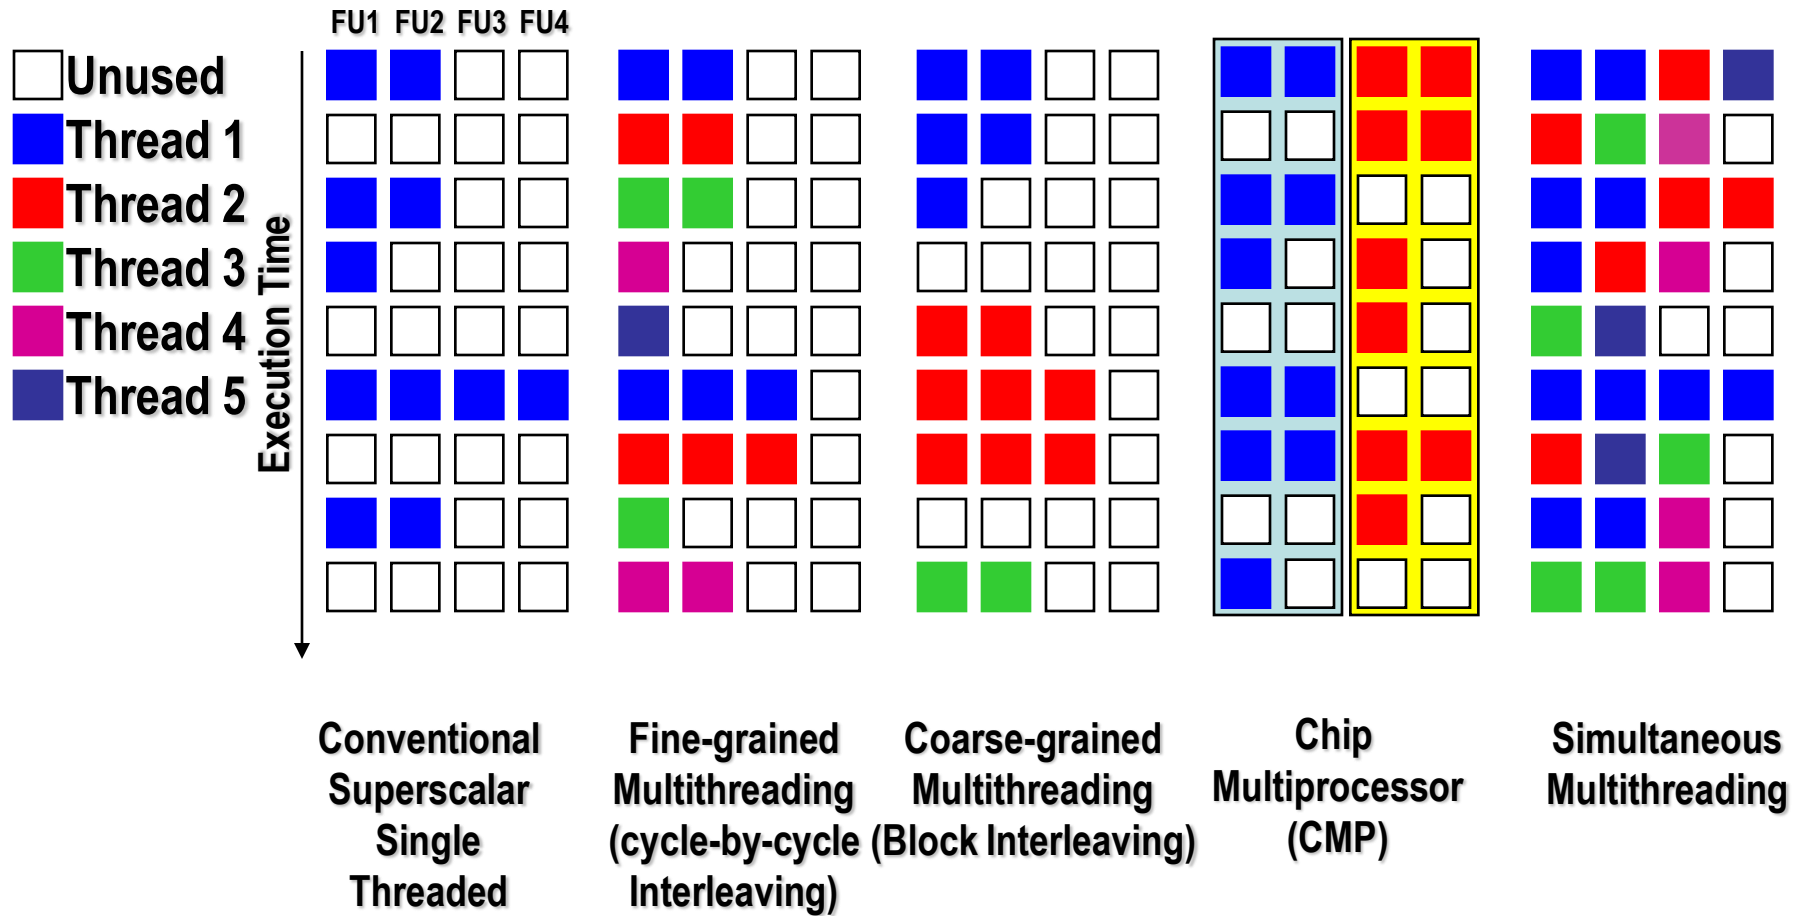 FU1 FU2 FU3 FU4
Unused
Thread 1
Thread 2
Thread 3
Thread 4
Thread 5
Execution Time
Conventional
Superscalar
Single
Threaded
Fine-grained
Multithreading
(cycle-by-cycle
Interleaving)
Coarse-grained
Multithreading
(Block Interleaving)
Chip
Multiprocessor
(CMP)
Simultaneous
Multithreading